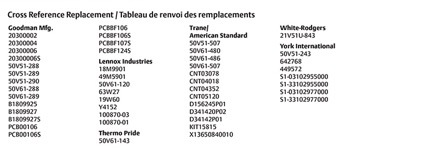 Cross Reference Replacement / Tableau de renvoi des remplacements
Goodman Mfg.
20300002
20300004
20300006
20300006S
50V51-288
50V51-289
50V51-290
50V61-288
50V61-289
B1809925
B1809927
B1809927S
PCB00106
PCB00106S
PCBBF106
PCBBF106S
PCBBF107S
PCBBF124S
Lennox Industries
18M9901
49M5901
50V61-120
63W27
19W60
Y4152
100870-03
100870-01
Thermo Pride
50V61-143
Trane/
American Standard
50V51-507
50V61-480
50V61-486
50V61-507
CNT03078
CNT04018
CNT04352
CNT05120
D156245P01
D341420P02
D34142P01
KIT15815
X13650840010
White-Rodgers
21V51U-843
York International
50V51-243
642768
449572
S1-03102955000
S1-33102955000
S1-03102977000
S1-33102977000